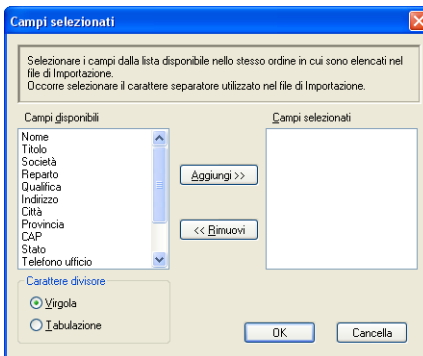 Campi selezionati
Selezionare i campi dalla lista disponibile nello stesso ordine in cui sono elencati nel
file di Importazione.
Occorre selezionare il carattere separatore utilizzato nel file di Importazione.
Campi disponibili
Campi selezionati
Nome
Titolo
Società
Reparto
Qualifica
Indirizzo
Città
Provincia
CAP
Stato
Telefono ufficio
Aggiungi >>
<< Rimuovi
Carattere divisore
Virgola
Tabulazione
OK
Cancella